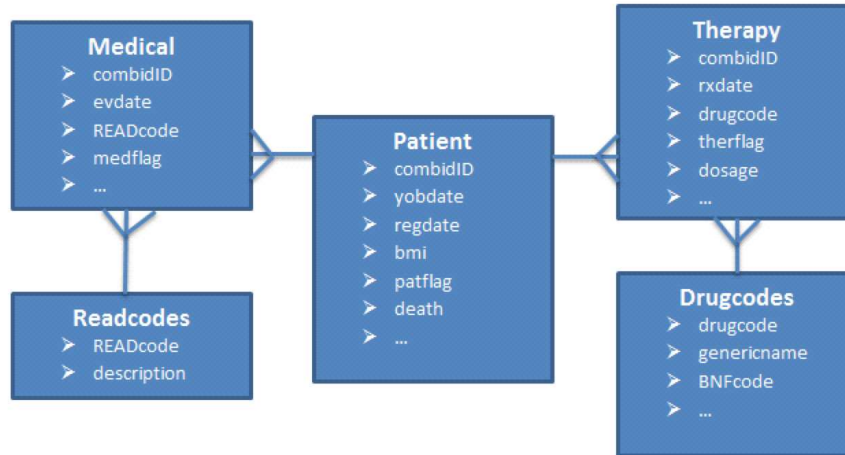 Medical
➤ combidID
➤ evdate
➤ READcode
➤ medflag
➤ ...
Readcodes
➤ READcode
➤ description
Patient
➤ combidID
➤ yobdate
➤ regdate
➤ bmi
➤ patflag
➤ death
➤ ...
Therapy
➤ combidID
➤ rxdate
➤ drugcode
➤ therflag
➤ dosage
➤ ...
Drugcodes
➤ drugcode
➤ genericname
➤ BNFcode
➤ ...